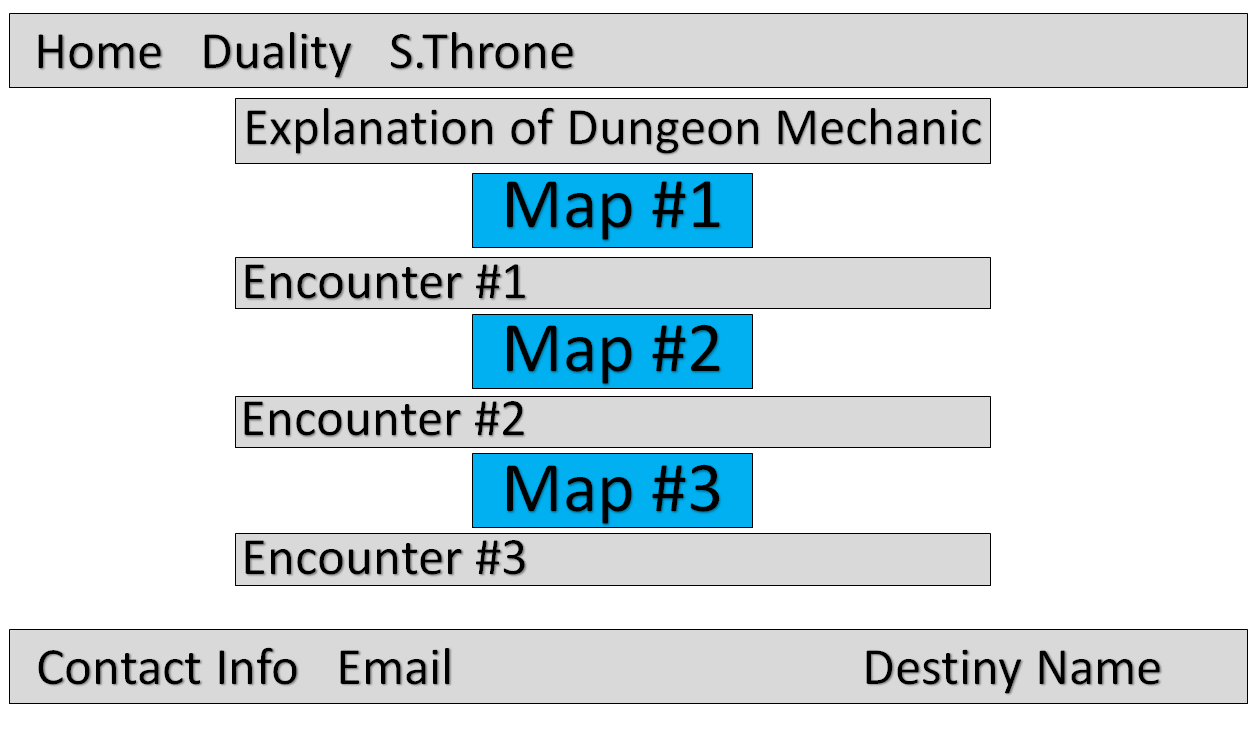 Home Duality S.Throne
Explanation of Dungeon Mechanic
Map #1
Encounter #1
Map #2
Encounter #2
Map #3
Encounter #3
Contact Info Email Destiny Name